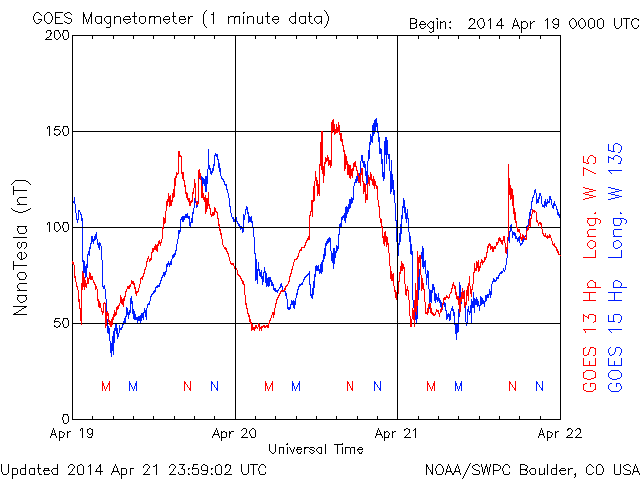 GOES Magnetometer (1 minute data)
Begin: 2014 Apr 19 0000 UTC
200
150
100
50
0
NanoTesla (nT)
M M N N M M N N M M N N
Apr 19 Apr 20 Apr 21 Apr 22
Universal Time
GOES 13 Hp Long. W 75
GOES 15 Hp Long. W 135
Updated 2014 Apr 21 23:59:02 UTC
NOAA/SWPC Boulder, CO USA